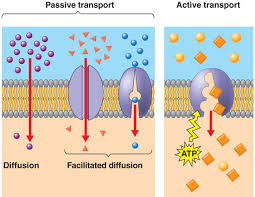 Passive transport
Active transport
Diffusion
Facilitated diffusion
ATP